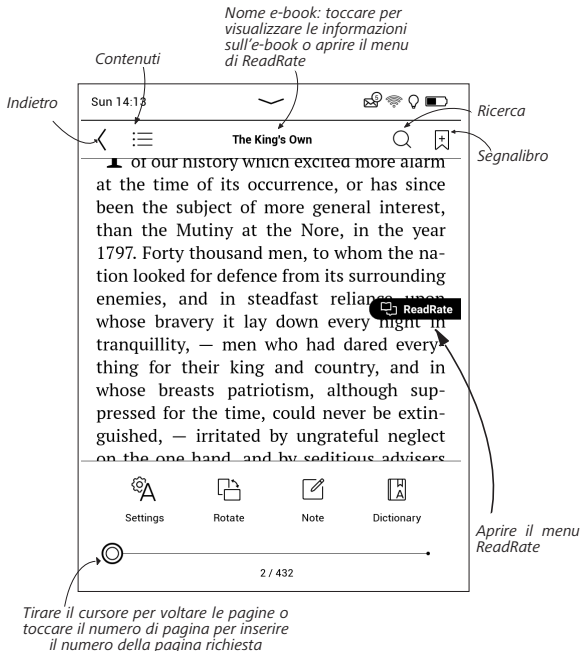 Nome e-book: toccare per
visualizzare le informazioni
sull'e-book o aprire il menu
di ReadRate
Contenuti
Indietro
Sun 14:13
5
Ricerca
The King's Own
Segnalibro
I of our history which excited more alarm
at the time of its occurrence, or has since
been the subject of more general interest,
than the Mutiny at the Nore, in the year
1797. Forty thousand men, to whom the na-
tion looked for defence from its surrounding
enemies, and in steadfast reliance upon
ReadRate
whose bravery it lay down every night in
tranquillity, — men who had dared every-
thing for their king and country, and in
whose breasts patriotism, although sup-
pressed for the time, could never be extin-
guished, — irritated by ungrateful neglect
on the one hand, and by seditious advisers
Settings
Rotate
Note
Dictionary
Aprire il menu
ReadRate
2 / 432
Tirare il cursore per voltare le pagine o
toccare il numero di pagina per inserire
il numero della pagina richiesta